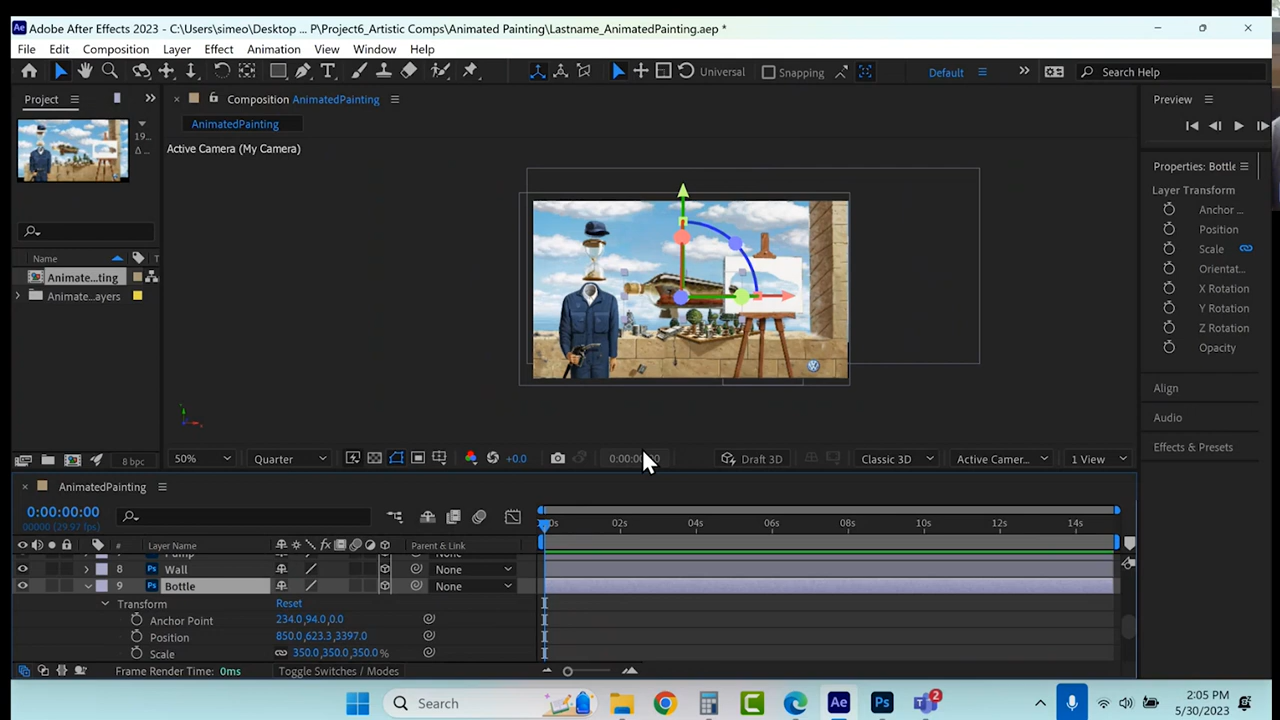 Adobe After Effects 2023 - C:\Users\simeo\Desktop ... P\Project6_Artistic Comps\Animated Painting\Lastname_AnimatedPainting.aep *
File Edit Composition Layer Effect Animation View Window Help
Universal Snapping Default Search Help
Project Composition AnimatedPainting Preview
AnimatedPainting
19...
Active Camera (My Camera)
Properties: Bottle
Layer Transform
Anchor ...
Position
Scale
Orientat...
X Rotation
Y Rotation
Z Rotation
Opacity
Align
Audio
Effects & Presets
Name
Animate...ting
Animate...ayers
8 bpc 50% Quarter +0.0 Draft 3D Classic 3D Active Camer... 1 View
AnimatedPainting
0:00:00:00
00000 (29.97 fps)
02s 04s 06s 08s 10s 12s 14s
# Layer Name Parent & Link
8 Wall None
9 Bottle None
Transform Reset
Anchor Point 234.0,94.0,0.0
Position 850.0,623.3,3397.0
Scale 350.0,350.0,350.0%
Frame Render Time: 0ms Toggle Switches / Modes
Search
2
2:05 PM
5/30/2023